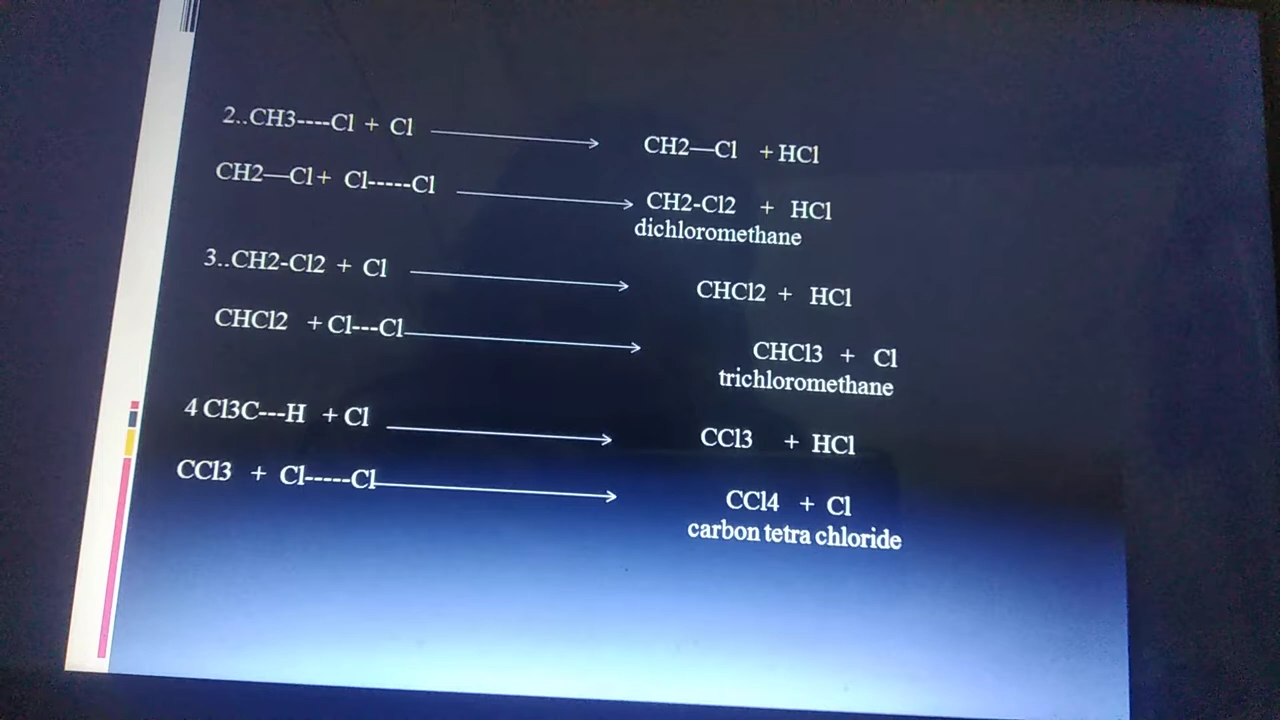 2..CH3----Cl + Cl ⟶ CH2—Cl + HCl
CH2—Cl+ Cl-----Cl ⟶ CH2-Cl2 + HCl
dichloromethane
3..CH2-Cl2 + Cl ⟶ CHCl2 + HCl
CHCl2 + Cl---Cl ⟶ CHCl3 + Cl
trichloromethane
4 Cl3C---H + Cl ⟶ CCl3 + HCl
CCl3 + Cl-----Cl ⟶ CCl4 + Cl
carbon tetra chloride